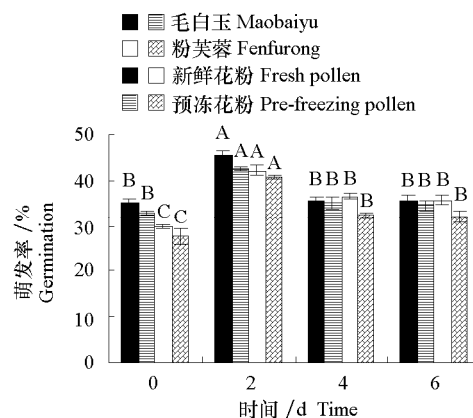 毛白玉 Maobaiyu
粉芙蓉 Fenfurong
新鲜花粉 Fresh pollen
预冻花粉 Pre-freezing pollen
萌发率 /%
Germination
50
40
30
20
10
0
B B C C
A A A A
B B B B
B B B B
0 2 4 6
时间 /d Time